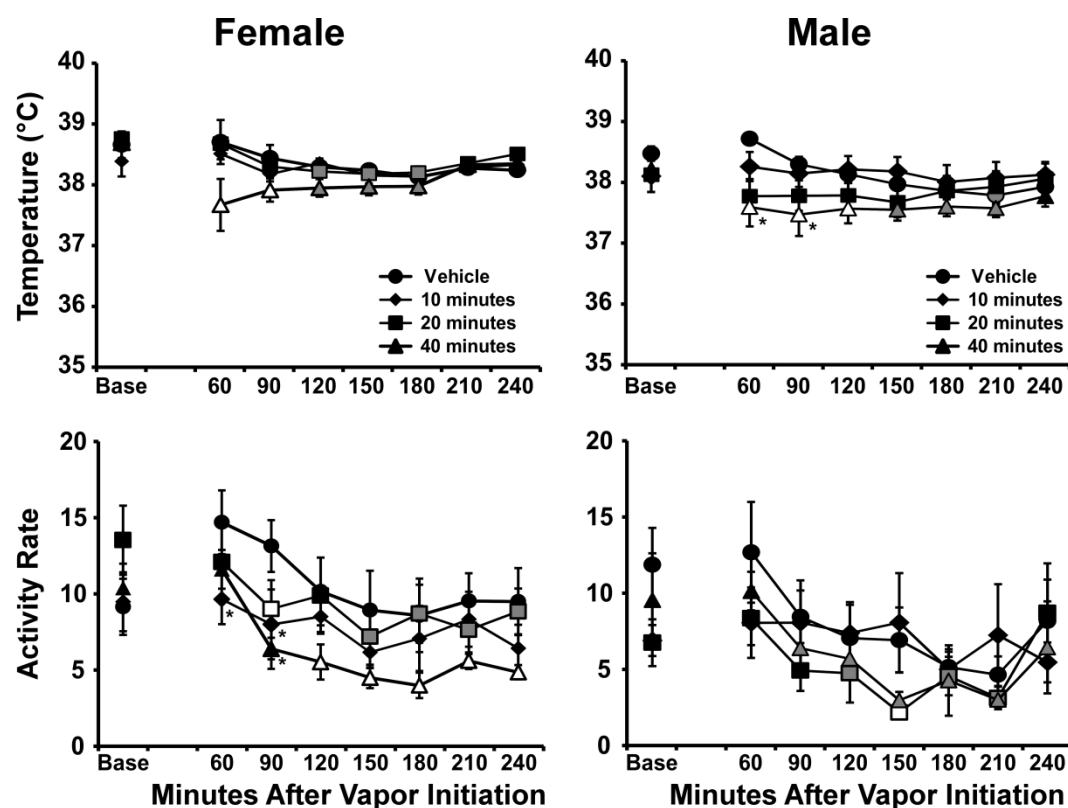 Female
Male
Temperature (°C)
40
39
38
37
36
35
Vehicle
10 minutes
20 minutes
40 minutes
Base 60 90 120 150 180 210 240
40
39
38
37
36
35
* *
Vehicle
10 minutes
20 minutes
40 minutes
Base 60 90 120 150 180 210 240
Activity Rate
20
15
10
5
0
* * *
Base 60 90 120 150 180 210 240
Minutes After Vapor Initiation
20
15
10
5
0
Base 60 90 120 150 180 210 240
Minutes After Vapor Initiation